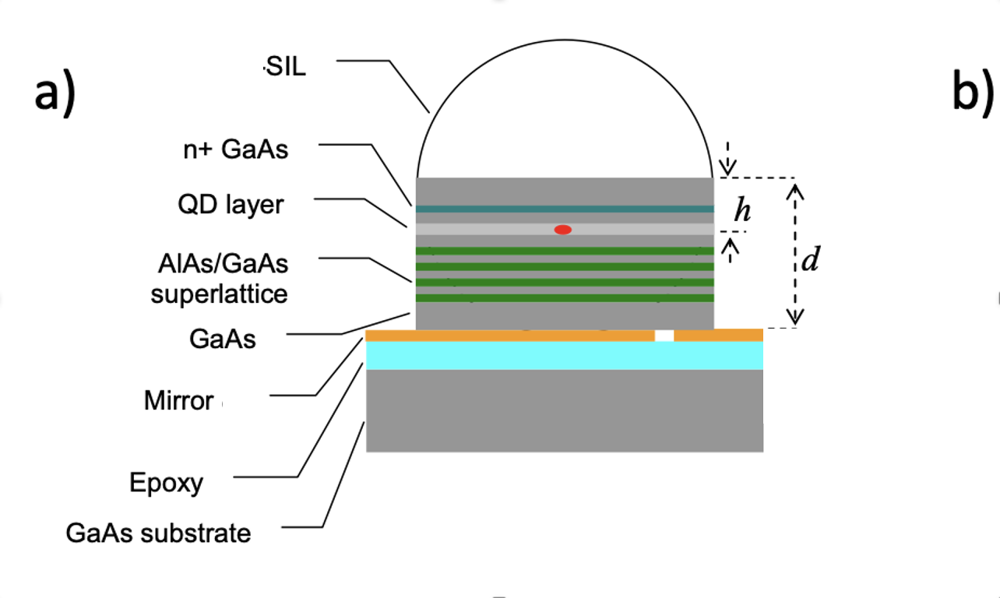 a)
b)
SIL
n+ GaAs
h
QD layer
d
AlAs/GaAs
superlattice
GaAs
Mirror
Epoxy
GaAs substrate